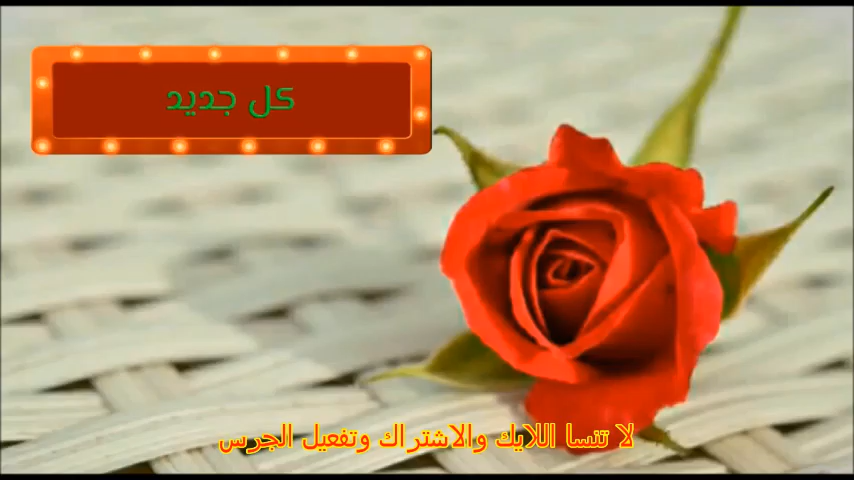 كل جديد
لا تنسا اللايك والاشتراك وتفعيل الجرس